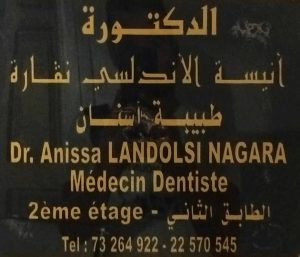 الدكتورة
أنيسة الأندلسي نقارة
طبيبة أسنان
Dr. Anissa LANDOLSI NAGARA
Médecin Dentiste
2ème étage - الطابق الثاني
Tel : 73 264 922 - 22 570 545